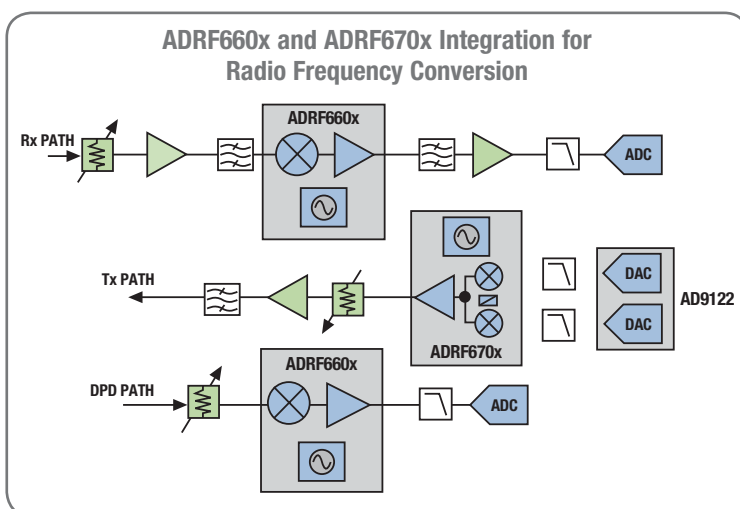 ADRF660x and ADRF670x Integration for
Radio Frequency Conversion
ADRF660x
Rx PATH
ADC
Tx PATH
DAC
DAC
AD9122
ADRF670x
ADRF660x
DPD PATH
ADC